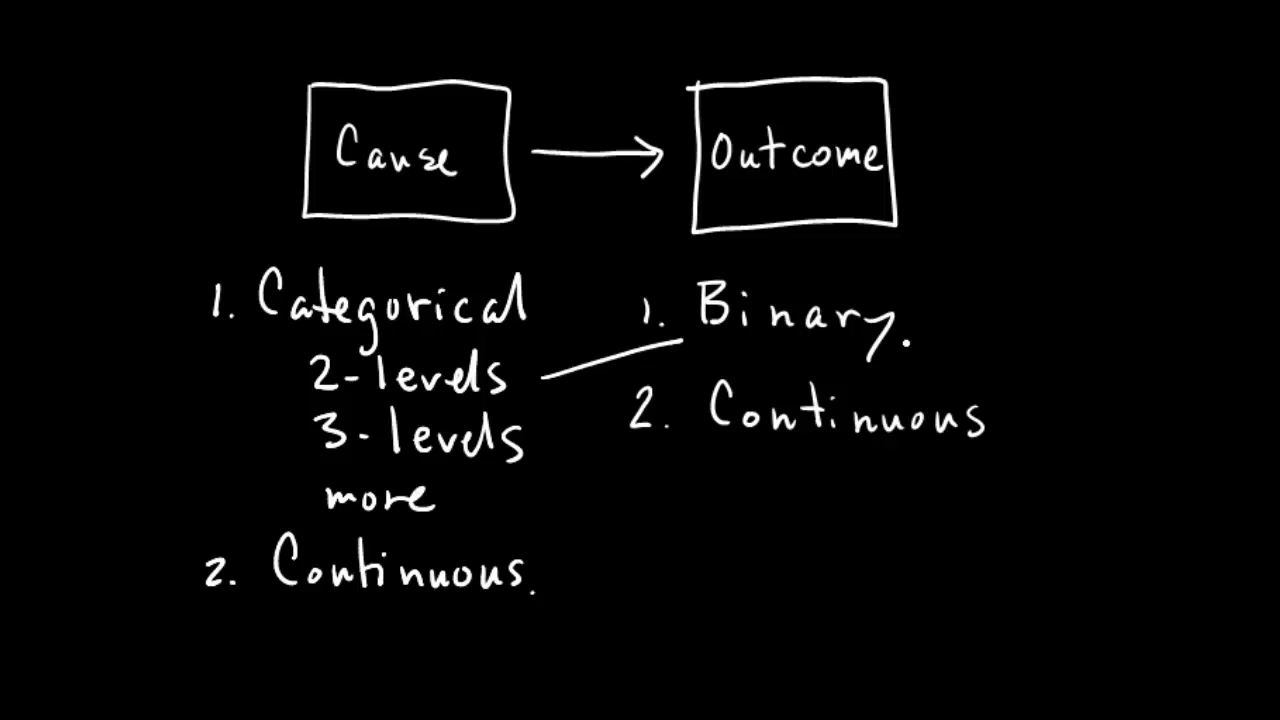 Cause
Outcome
1. Categorical
2-levels
3-levels
more
2. Continuous.
1. Binary.
2. Continuous